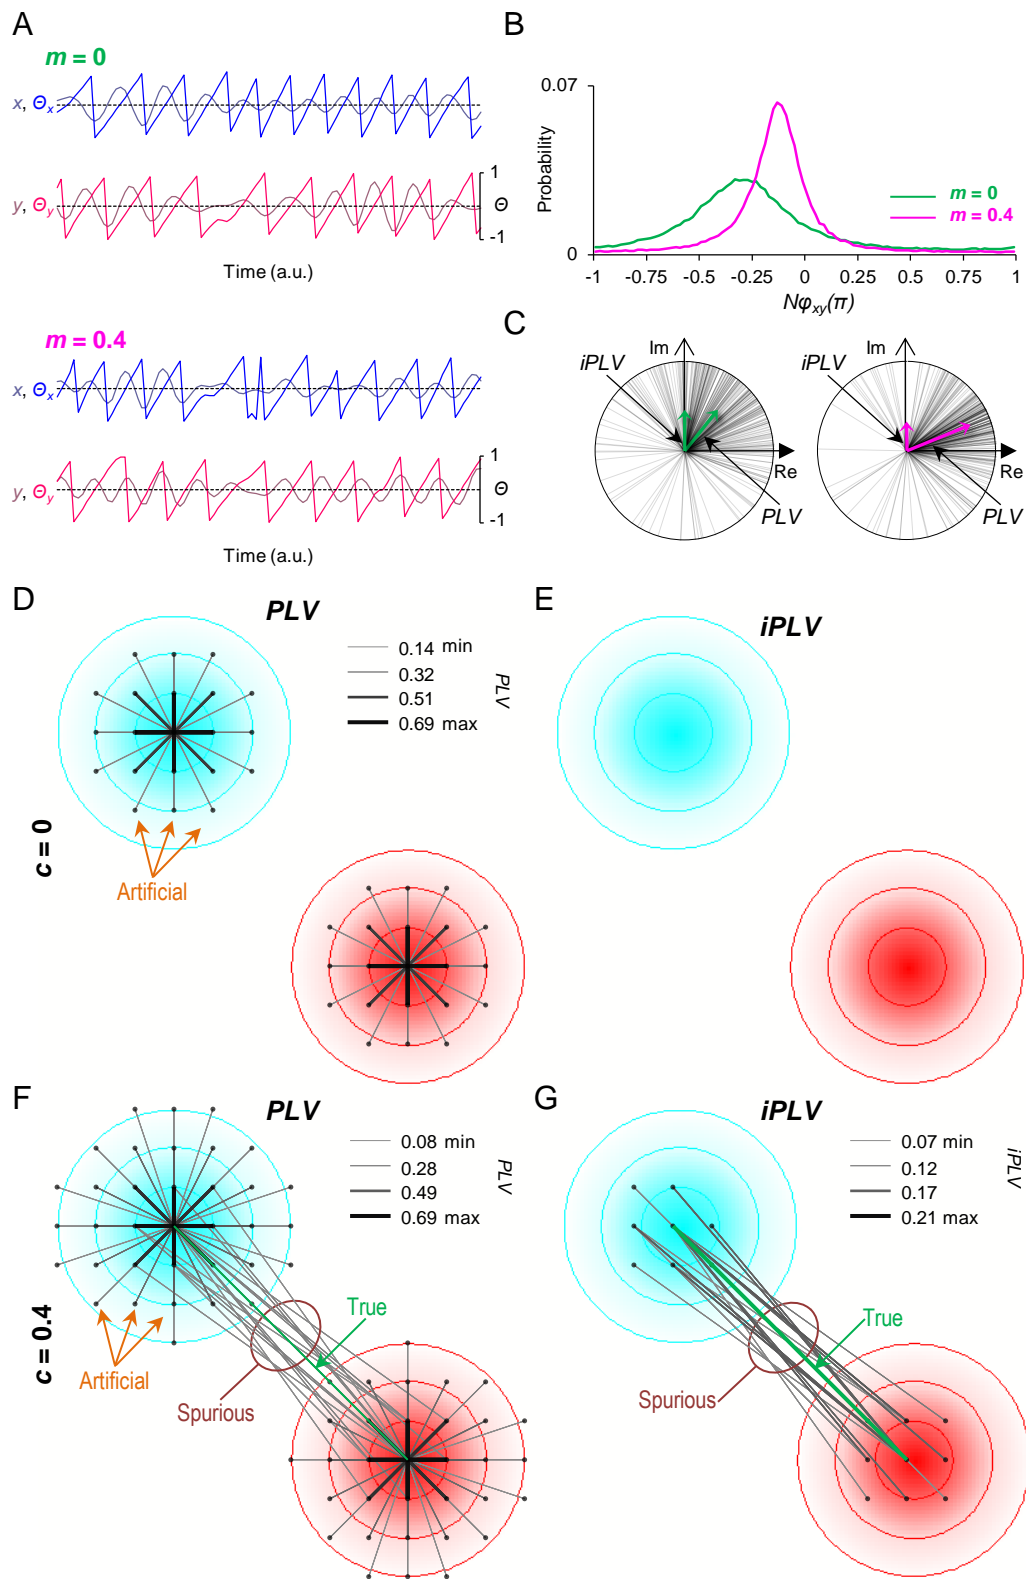 A
m = 0
x, Θx
y, Θy
1
Θ
-1
Time (a.u.)
m = 0.4
x, Θx
y, Θy
1
Θ
-1
Time (a.u.)
B
0.07
Probability
0
m = 0
m = 0.4
-1 -0.75 -0.5 -0.25 0 0.25 0.5 0.75 1
Nφxy(π)
C
iPLV
Im
Re
PLV
iPLV
Im
Re
PLV
D
PLV
0.14 min
0.32
0.51
0.69 max
PLV
c = 0
Artificial
E
iPLV
F
PLV
0.08 min
0.28
0.49
0.69 max
PLV
c = 0.4
Artificial
True
Spurious
G
iPLV
0.07 min
0.12
0.17
0.21 max
iPLV
True
Spurious